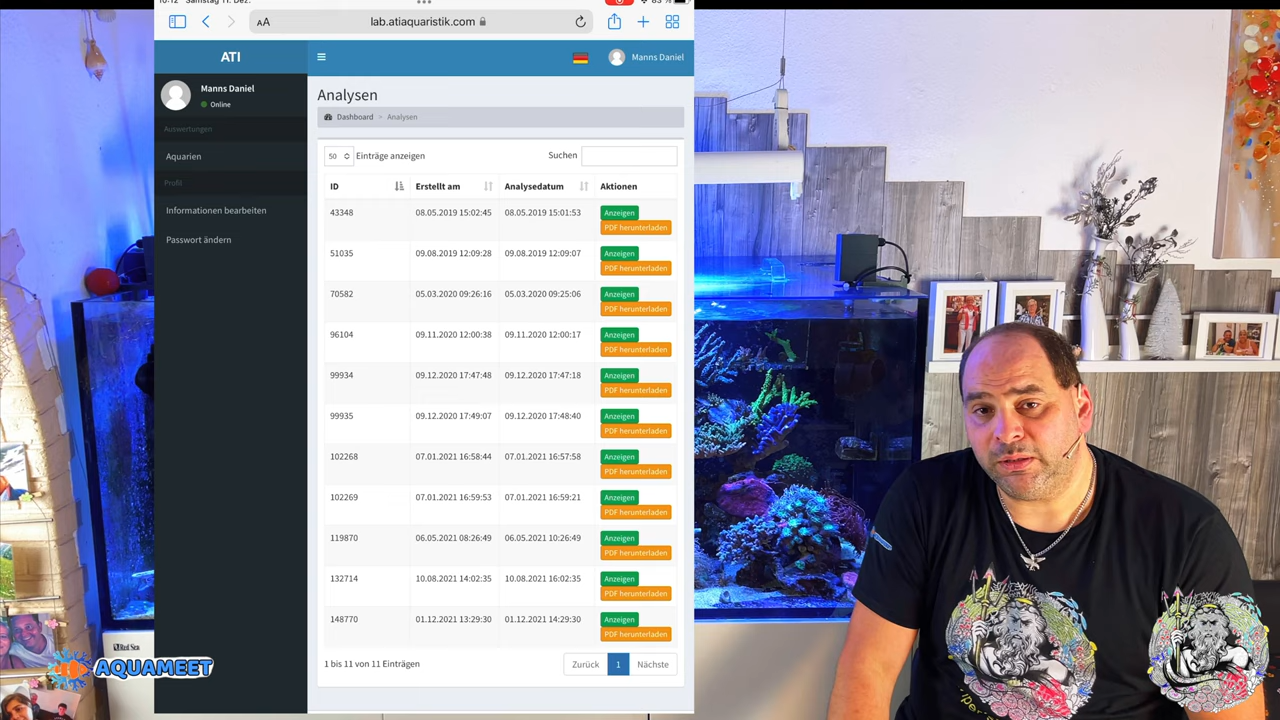 10:12 Samstag 11. Dez.
83 %
AA
lab.atiaquaristik.com
ATI
Manns Daniel
Manns Daniel
Online
Auswertungen
Aquarien
Profil
Informationen bearbeiten
Passwort ändern
Analysen
Dashboard > Analysen
50 Einträge anzeigen
Suchen
ID Erstellt am Analysedatum Aktionen
43348 08.05.2019 15:02:45 08.05.2019 15:01:53 Anzeigen
PDF herunterladen
51035 09.08.2019 12:09:28 09.08.2019 12:09:07 Anzeigen
PDF herunterladen
05.03.2020 09:26:16 05.03.2020 09:25:06 Anzeigen
PDF herunterladen
96104 09.11.2020 12:00:38 09.11.2020 12:00:17 Anzeigen
PDF herunterladen
99934 09.12.2020 17:47:48 09.12.2020 17:47:18 Anzeigen
PDF herunterladen
99935 09.12.2020 17:49:07 09.12.2020 17:48:40 Anzeigen
PDF herunterladen
102268 07.01.2021 16:58:44 07.01.2021 16:57:58 Anzeigen
PDF herunterladen
102269 07.01.2021 16:59:53 07.01.2021 16:59:21 Anzeigen
PDF herunterladen
119870 06.05.2021 08:26:49 06.05.2021 10:26:49 Anzeigen
PDF herunterladen
132714 10.08.2021 14:02:35 10.08.2021 16:02:35 Anzeigen
PDF herunterladen
148770 01.12.2021 13:29:30 01.12.2021 14:29:30 Anzeigen
PDF herunterladen
1 bis 11 von 11 Einträgen
Zurück 1 Nächste
Red Sea
AQUAMEET